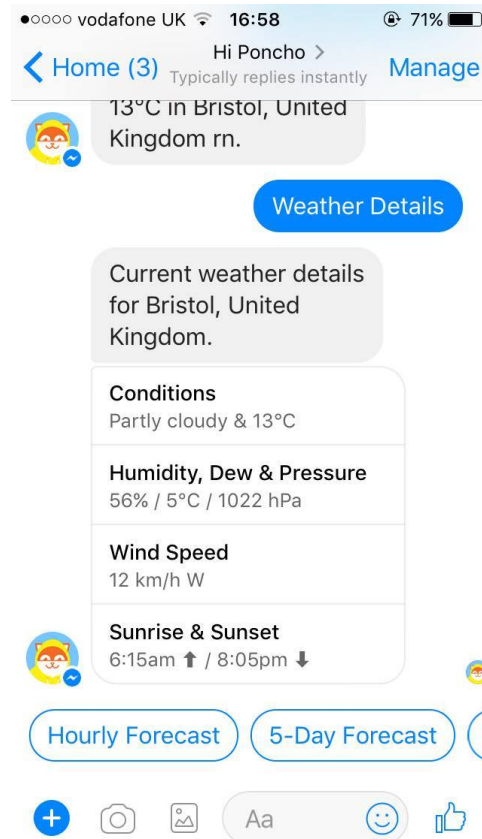 vodafone UK 16:58 71%
Home (3) Hi Poncho > Manage
Typically replies instantly
13°C in Bristol, United
Kingdom rn.
Weather Details
Current weather details
for Bristol, United
Kingdom.
Conditions
Partly cloudy & 13°C
Humidity, Dew & Pressure
56% / 5°C / 1022 hPa
Wind Speed
12 km/h W
Sunrise & Sunset
6:15am ⬆ / 8:05pm ⬇
Hourly Forecast 5-Day Forecast
Aa